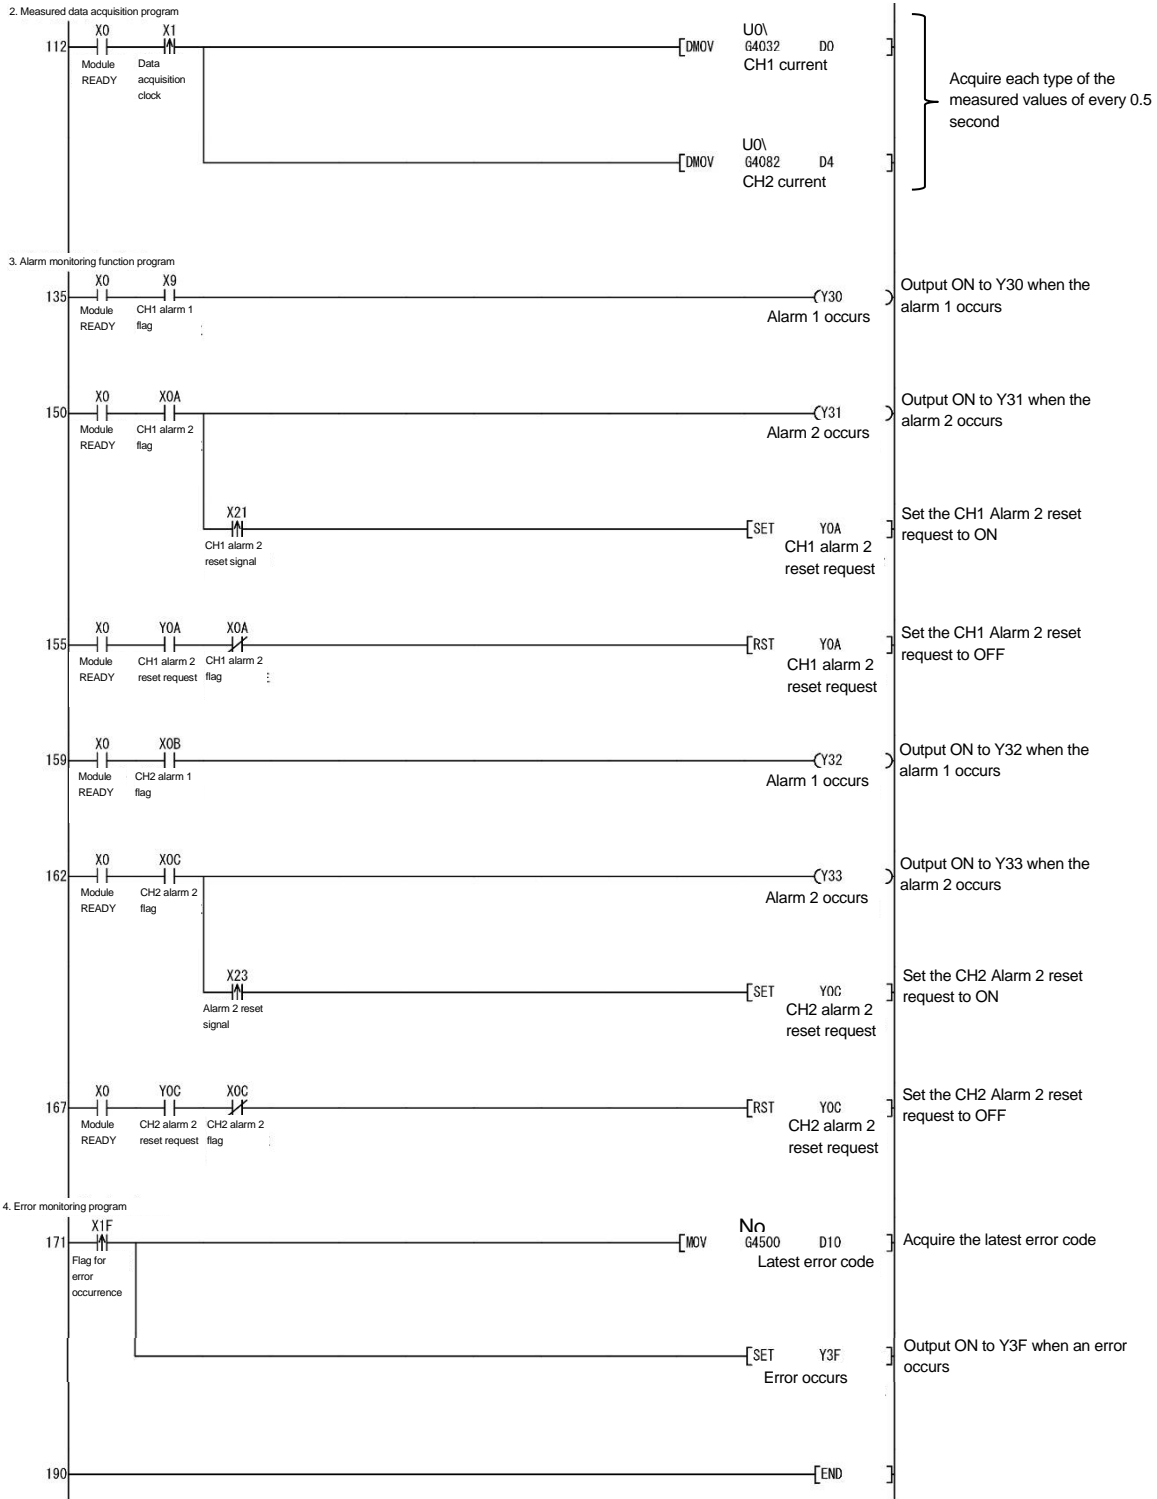 2. Measured data acquisition program
X0 X1 U0\
112 [DMOV G4032 D0 ]
Module READY
Data acquisition clock
CH1 current
Acquire each type of the
measured values of every 0.5
second
U0\
[DMOV G4082 D4 ]
CH2 current
3. Alarm monitoring function program
X0 X9
135 (Y30 )
Module READY
CH1 alarm 1 flag
Alarm 1 occurs
Output ON to Y30 when the
alarm 1 occurs
X0 X0A
150 (Y31 )
Module READY
CH1 alarm 2 flag
Alarm 2 occurs
Output ON to Y31 when the
alarm 2 occurs
X21
[SET Y0A ]
CH1 alarm 2
reset signal
CH1 alarm 2
reset request
Set the CH1 Alarm 2 reset
request to ON
X0 Y0A X0A
155 [RST Y0A ]
Module READY
CH1 alarm 2 reset request
CH1 alarm 2 flag
CH1 alarm 2
reset request
Set the CH1 Alarm 2 reset
request to OFF
X0 X0B
159 (Y32 )
Module READY
CH2 alarm 1 flag
Alarm 1 occurs
Output ON to Y32 when the
alarm 1 occurs
X0 X0C
162 (Y33 )
Module READY
CH2 alarm 2 flag
Alarm 2 occurs
Output ON to Y33 when the
alarm 2 occurs
X23
[SET Y0C ]
Alarm 2 reset
signal
CH2 alarm 2
reset request
Set the CH2 Alarm 2 reset
request to ON
X0 Y0C X0C
167 [RST Y0C ]
Module READY
CH2 alarm 2 reset request
CH2 alarm 2 flag
CH2 alarm 2
reset request
Set the CH2 Alarm 2 reset
request to OFF
4. Error monitoring program
X1F No
171 [MOV G4500 D10 ]
Flag for
error
occurrence
Latest error code
Acquire the latest error code
[SET Y3F ]
Error occurs
Output ON to Y3F when an error
occurs
190 [END ]